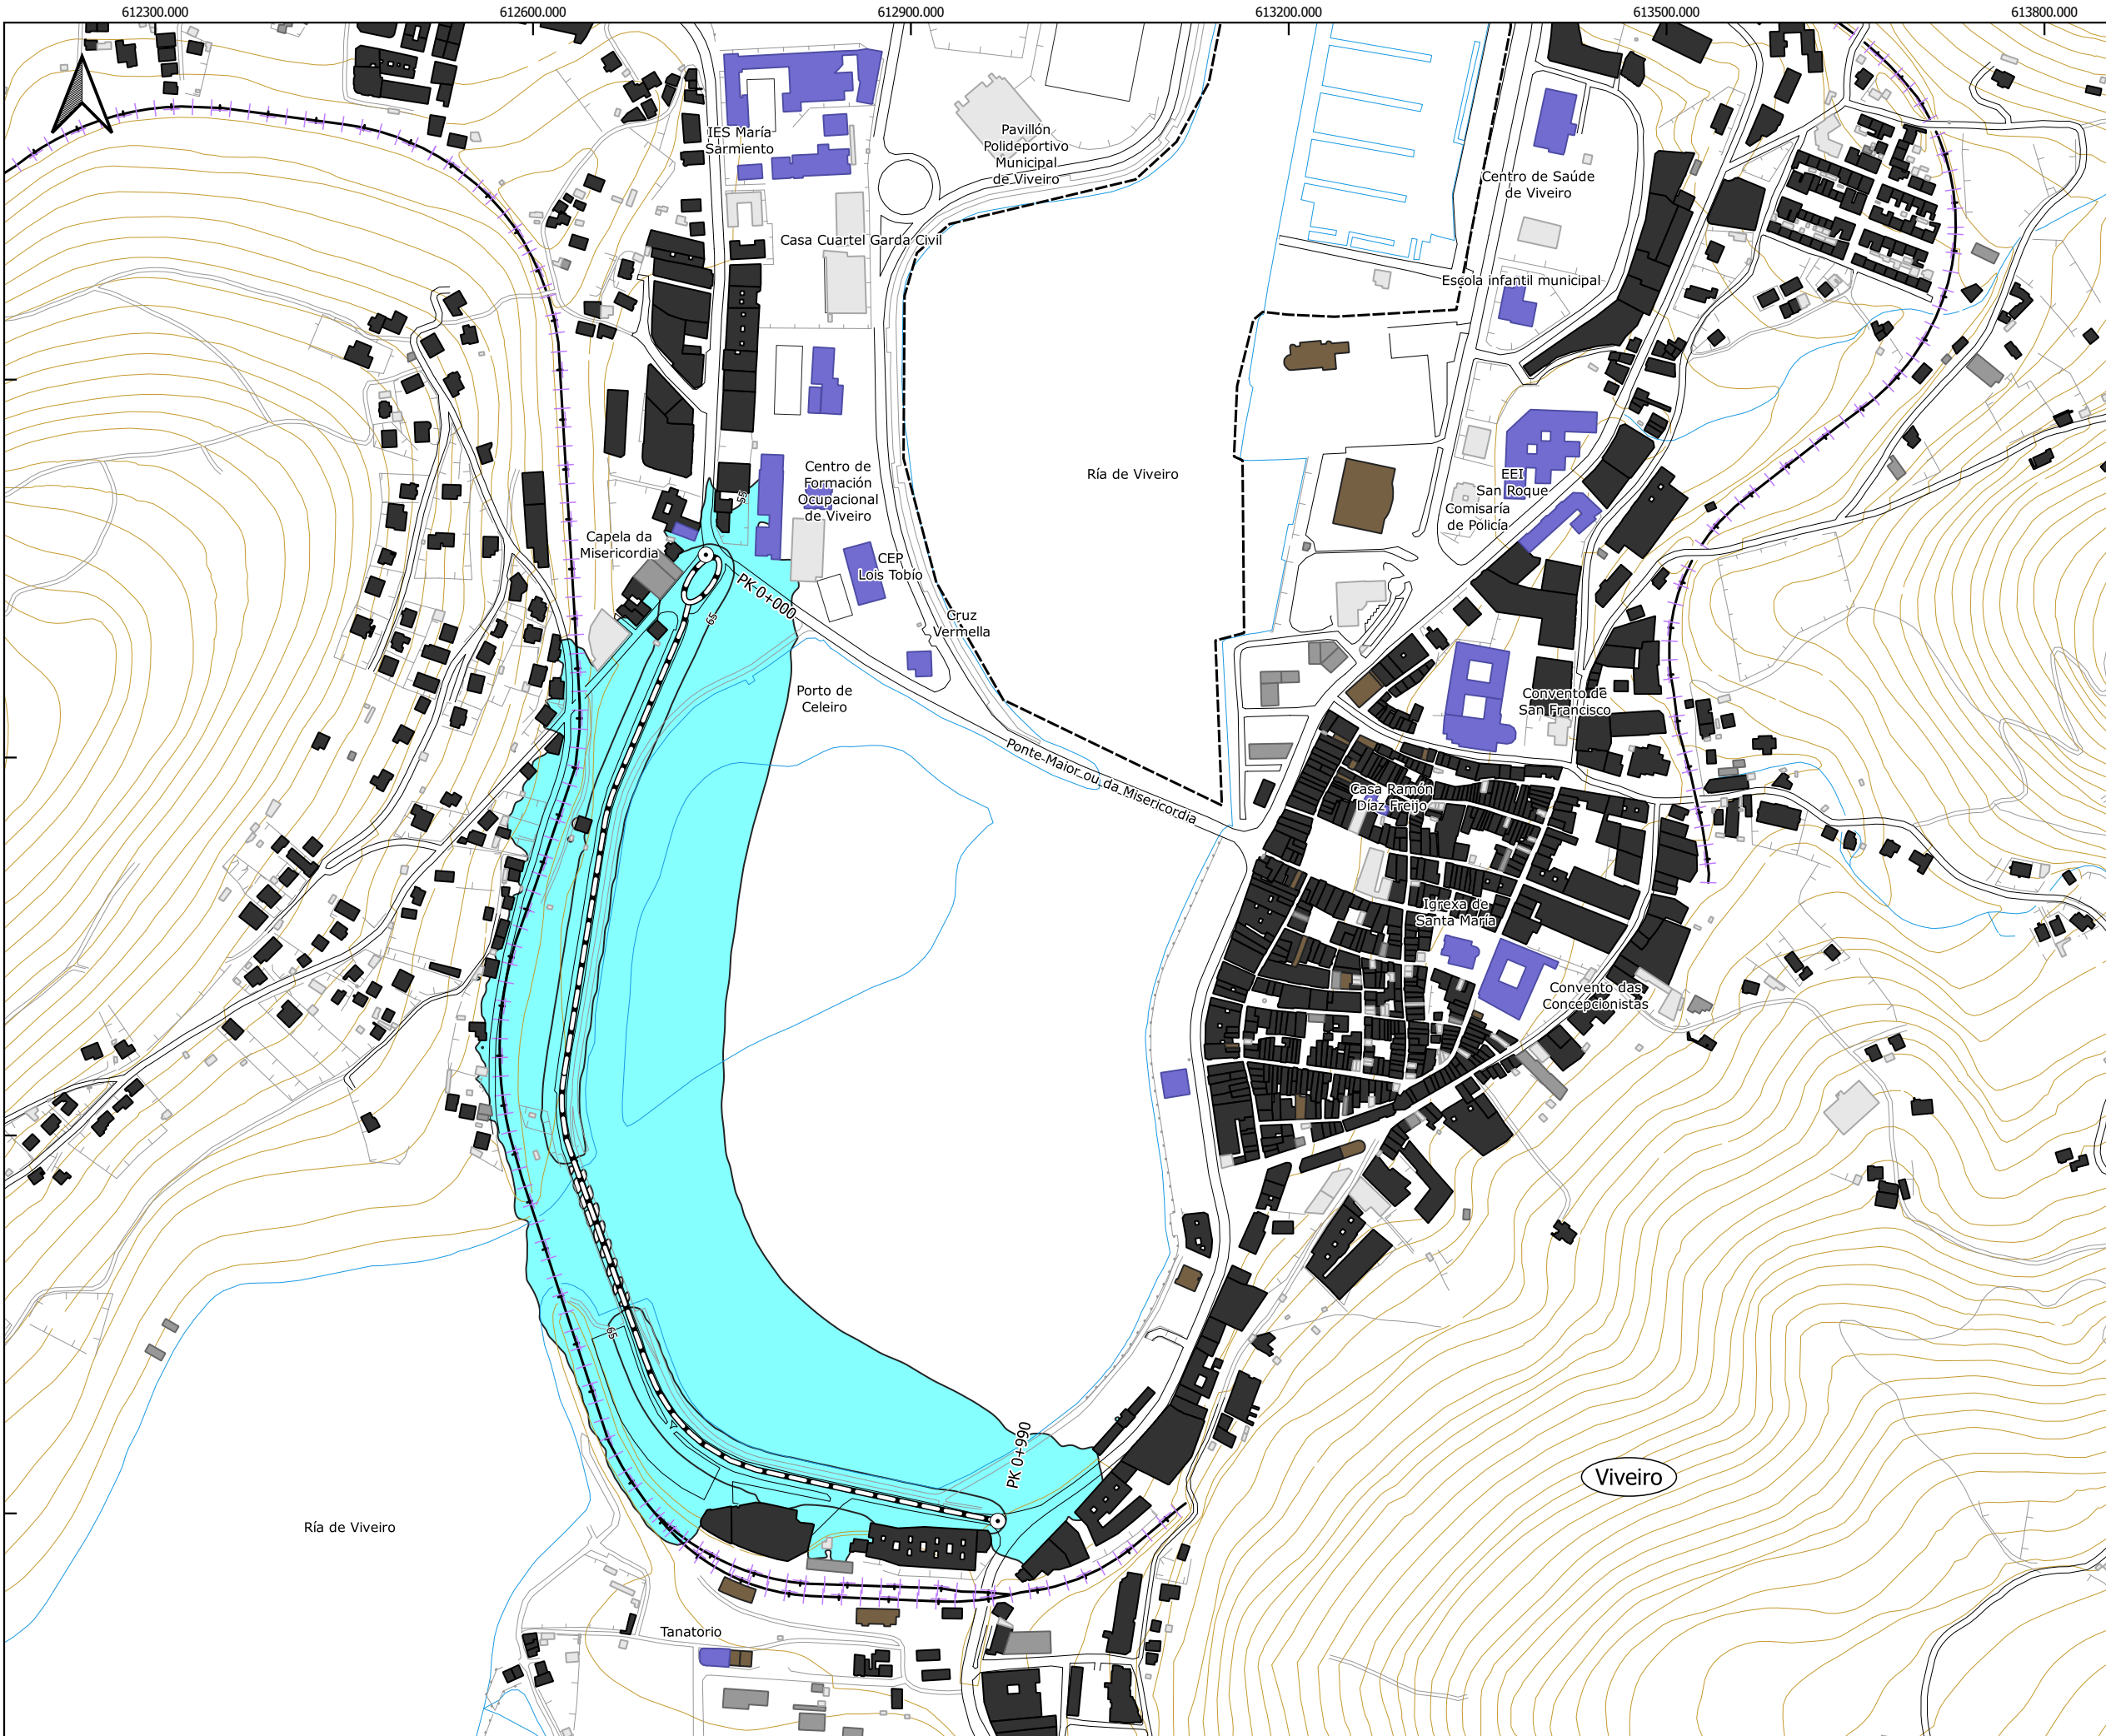 612300.000
612600.000
612900.000
613200.000
613500.000
613800.000
IES María
Sarmiento
Pavillón
Polideportivo
Municipal
de Viveiro
Centro de Saúde
de Viveiro
Casa Cuartel Garda Civil
Escola infantil municipal
Centro de
Formación
Ocupacional
de Viveiro
Ría de Viveiro
EEI
San Roque
Comisaría
de Policía
55
Capela da
Misericordia
CEP
Lois Tobío
PK 0+000
65
Cruz
Vermella
Porto de
Celeiro
Convento de
San Francisco
Ponte Maior ou da Misericordia
Casa Ramón
Díaz Freijo
Igrexa de
Santa María
Convento das
Concepcionistas
65
PK 0+990
Viveiro
Ría de Viveiro
Tanatorio